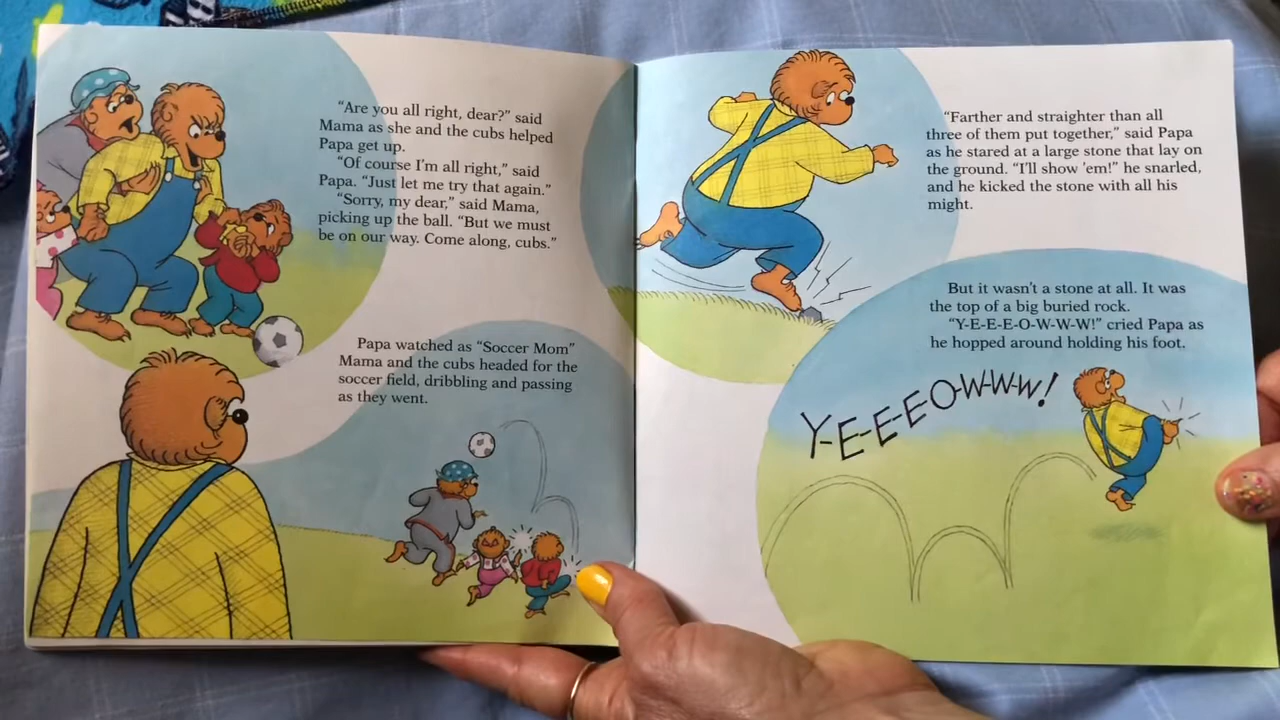 “Are you all right, dear?” said
Mama as she and the cubs helped
Papa get up.
“Of course I’m all right,” said
Papa. “Just let me try that again.”
“Sorry, my dear,” said Mama,
picking up the ball. “But we must
be on our way. Come along, cubs.”
Papa watched as “Soccer Mom”
Mama and the cubs headed for the
soccer field, dribbling and passing
as they went.
“Farther and straighter than all
three of them put together,” said Papa
as he stared at a large stone that lay on
the ground. “I’ll show ’em!” he snarled,
and he kicked the stone with all his
might.
But it wasn’t a stone at all. It was
the top of a big buried rock.
“Y-E-E-E-O-W-W-W!” cried Papa as
he hopped around holding his foot.
Y-E-E-E-O-W-W-W!